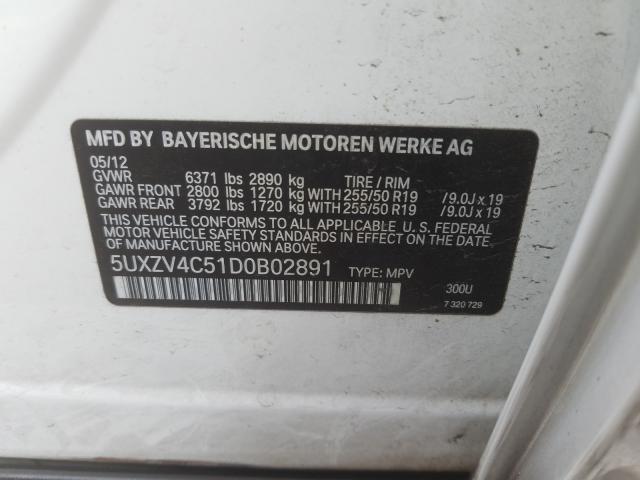 MFD BY BAYERISCHE MOTOREN WERKE AG
05/12
GVWR 6371 lbs 2890 kg TIRE / RIM
GAWR FRONT 2800 lbs 1270 kg WITH 255/50 R19 /9.0J x 19
GAWR REAR 3792 lbs 1720 kg WITH 255/50 R19 /9.0J x 19
THIS VEHICLE CONFORMS TO ALL APPLICABLE U.S. FEDERAL
MOTOR VEHICLE SAFETY AND THEFT PREVENTION STANDARDS IN
EFFECT ON THE DATE OF MANUFACTURE SHOWN ABOVE.
5UXZV4C51D0B02891 TYPE: MPV
300U
7 320 729